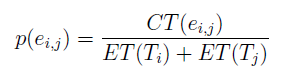 p(e_{i,j}) = \frac{CT(e_{i,j})}{ET(T_i) + ET(T_j)}